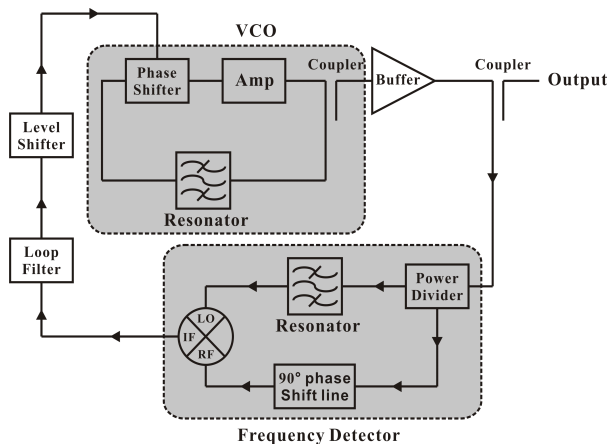 VCO
Phase
Shifter
Amp
Coupler
Buffer
Coupler
Output
Level
Shifter
Resonator
Loop
Filter
Power
Divider
Resonator
LO
IF
RF
90° phase
Shift line
Frequency Detector